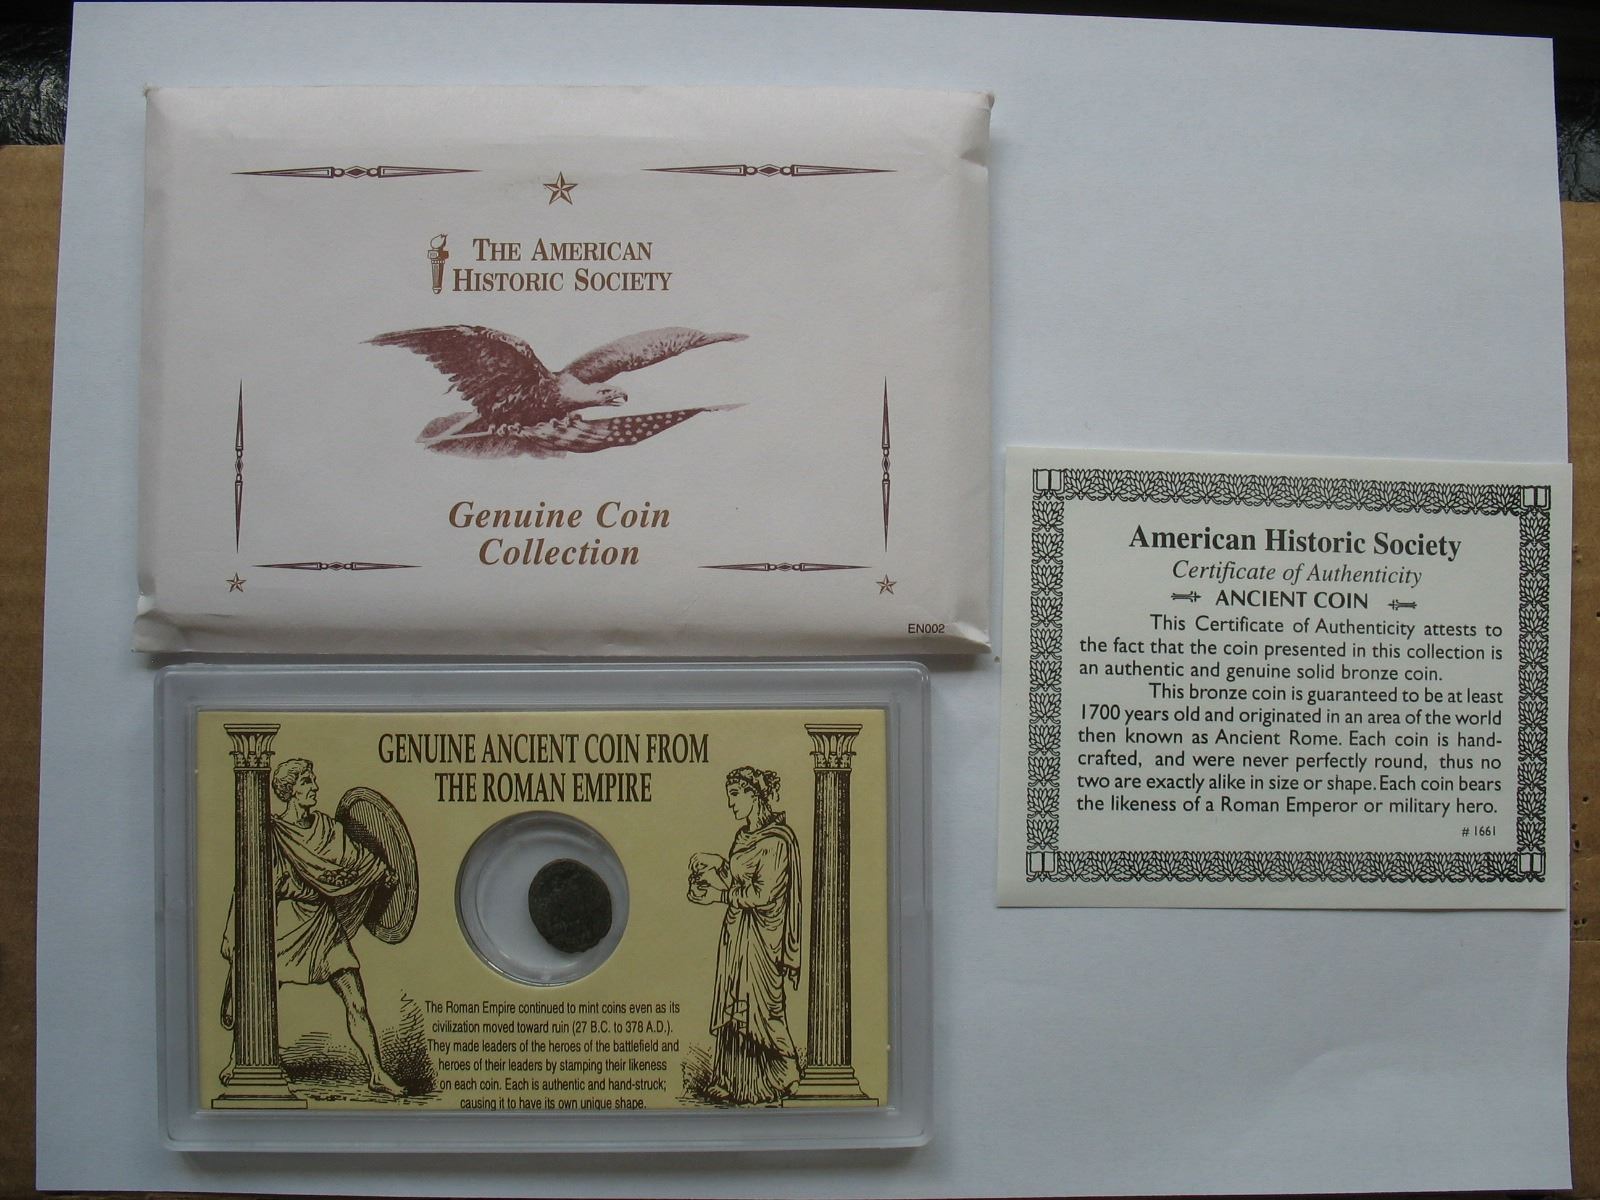 THE AMERICAN
HISTORIC SOCIETY
Genuine Coin
Collection
EN002
GENUINE ANCIENT COIN FROM
THE ROMAN EMPIRE
The Roman Empire continued to mint coins even as its
civilization moved toward ruin (27 B.C. to 378 A.D.).
They made leaders of the heroes of the battlefield and
heroes of their leaders by stamping their likeness
on each coin. Each is authentic and hand-struck;
causing it to have its own unique shape.
American Historic Society
Certificate of Authenticity
ANCIENT COIN
This Certificate of Authenticity attests to
the fact that the coin presented in this collection is
an authentic and genuine solid bronze coin.
This bronze coin is guaranteed to be at least
1700 years old and originated in an area of the world
then known as Ancient Rome. Each coin is hand-
crafted, and were never perfectly round, thus no
two are exactly alike in size or shape. Each coin bears
the likeness of a Roman Emperor or military hero.
# 1661